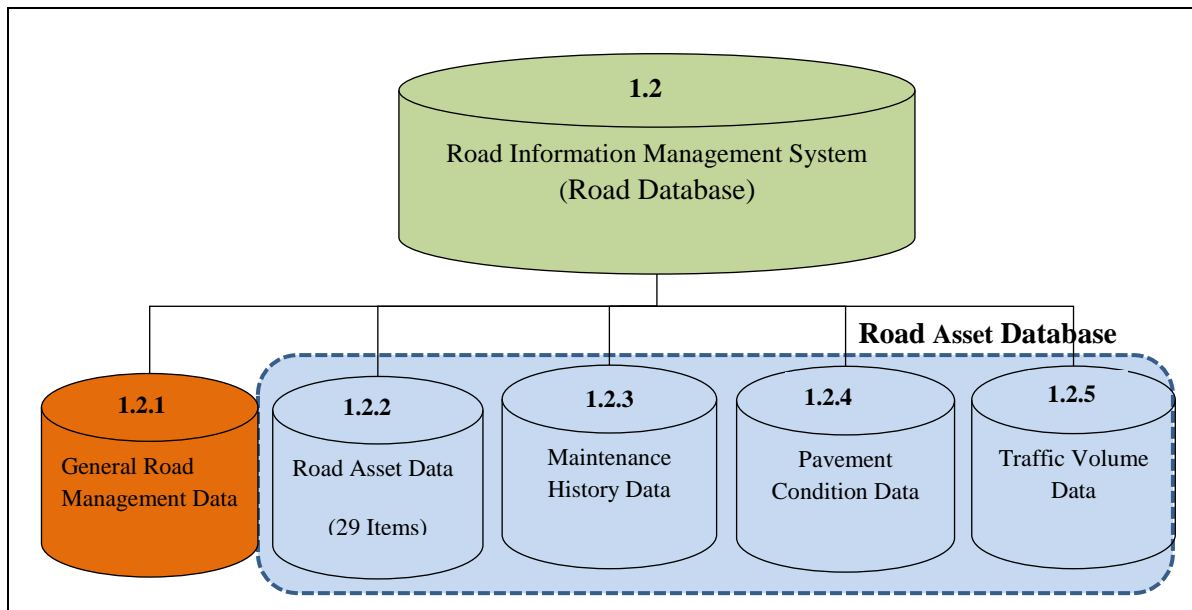 1.2
Road Information Management System
(Road Database)
Road Asset Database
1.2.1
General Road
Management Data
1.2.2
Road Asset Data
(29 Items)
1.2.3
Maintenance
History Data
1.2.4
Pavement
Condition Data
1.2.5
Traffic Volume
Data